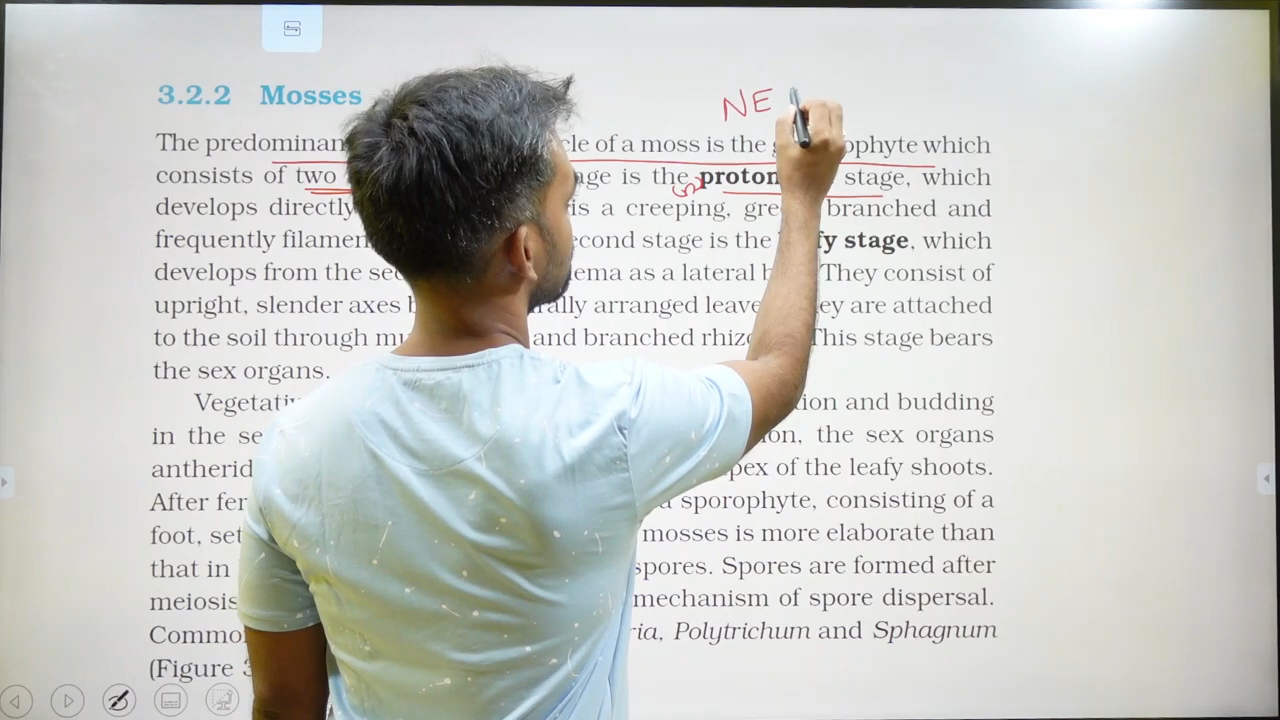 3.2.2 Mosses
NE
The predominan cle of a moss is the ophyte which
consists of two age is the proton stage, which
develops directly is a creeping, gre branched and
frequently filamen econd stage is the fy stage, which
develops from the sec ema as a lateral b They consist of
upright, slender axes b rally arranged leave ey are attached
to the soil through mu and branched rhizo This stage bears
the sex organs.
Vegetativ tion and budding
in the se on, the sex organs
antherid pex of the leafy shoots.
After fer a sporophyte, consisting of a
foot, set mosses is more elaborate than
that in spores. Spores are formed after
meiosis mechanism of spore dispersal.
Commo ria, Polytrichum and Sphagnum
(Figure 3